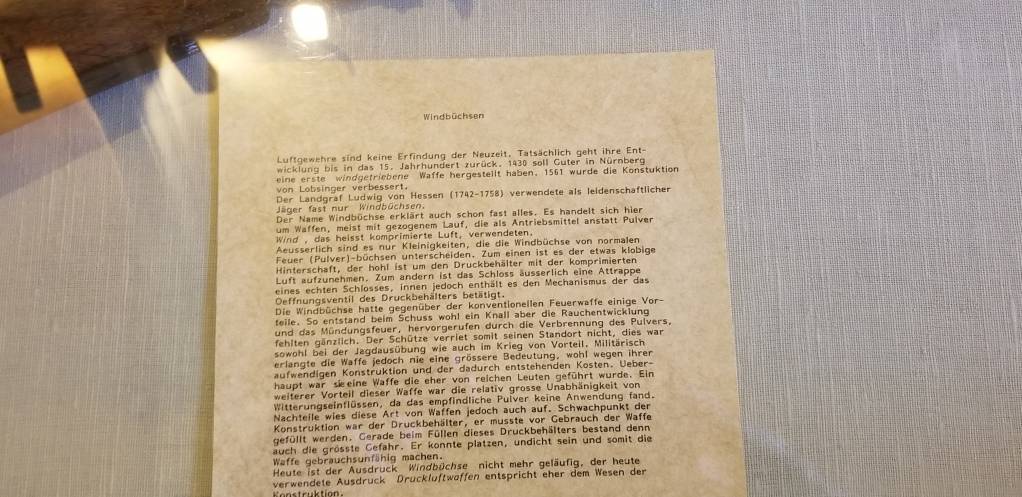 Windbüchsen
Luftgewehre sind keine Erfindung der Neuzeit. Tatsächlich geht ihre Ent-
wicklung bis in das 15. Jahrhundert zurück. 1430 soll Guter in Nürnberg
eine erste windgetriebene Waffe hergestellt haben. 1561 wurde die Konstuktion
von Lobsinger verbessert.
Der Landgraf Ludwig von Hessen (1742-1758) verwendete als leidenschaftlicher
Jäger fast nur Windbüchsen.
Der Name Windbüchse erklärt auch schon fast alles. Es handelt sich hier
um Waffen, meist mit gezogenem Lauf, die als Antriebsmittel anstatt Pulver
Wind , das heisst komprimierte Luft, verwendeten.
Aeusserlich sind es nur Kleinigkeiten, die die Windbüchse von normalen
Feuer (Pulver)-büchsen unterscheiden. Zum einen ist es der etwas klobige
Hinterschaft, der hohl ist um den Druckbehälter mit der komprimierten
Luft aufzunehmen. Zum andern ist das Schloss äusserlich eine Attrappe
eines echten Schlosses, innen jedoch enthält es den Mechanismus der das
Oeffnungsventil des Druckbehälters betätigt.
Die Windbüchse hatte gegenüber der konventionellen Feuerwaffe einige Vor-
teile. So entstand beim Schuss wohl ein Knall aber die Rauchentwicklung
und das Mündungsfeuer, hervorgerufen durch die Verbrennung des Pulvers,
fehlten gänzlich. Der Schütze verriet somit seinen Standort nicht, dies war
sowohl bei der Jagdausübung wie auch im Krieg von Vorteil. Militärisch
erlangte die Waffe jedoch nie eine grössere Bedeutung, wohl wegen ihrer
aufwendigen Konstruktion und der dadurch entstehenden Kosten. Ueber-
haupt war sie eine Waffe die eher von reichen Leuten geführt wurde. Ein
weiterer Vorteil dieser Waffe war die relativ grosse Unabhänigkeit von
Witterungseinflüssen, da das empfindliche Pulver keine Anwendung fand.
Nachteile wies diese Art von Waffen jedoch auch auf. Schwachpunkt der
Konstruktion war der Druckbehälter, er musste vor Gebrauch der Waffe
gefüllt werden. Gerade beim Füllen dieses Druckbehälters bestand denn
auch die grösste Gefahr. Er konnte platzen, undicht sein und somit die
Waffe gebrauchsunfähig machen.
Heute ist der Ausdruck Windbüchse nicht mehr geläufig, der heute
verwendete Ausdruck Druckluftwaffen entspricht eher dem Wesen der
Konstruktion.